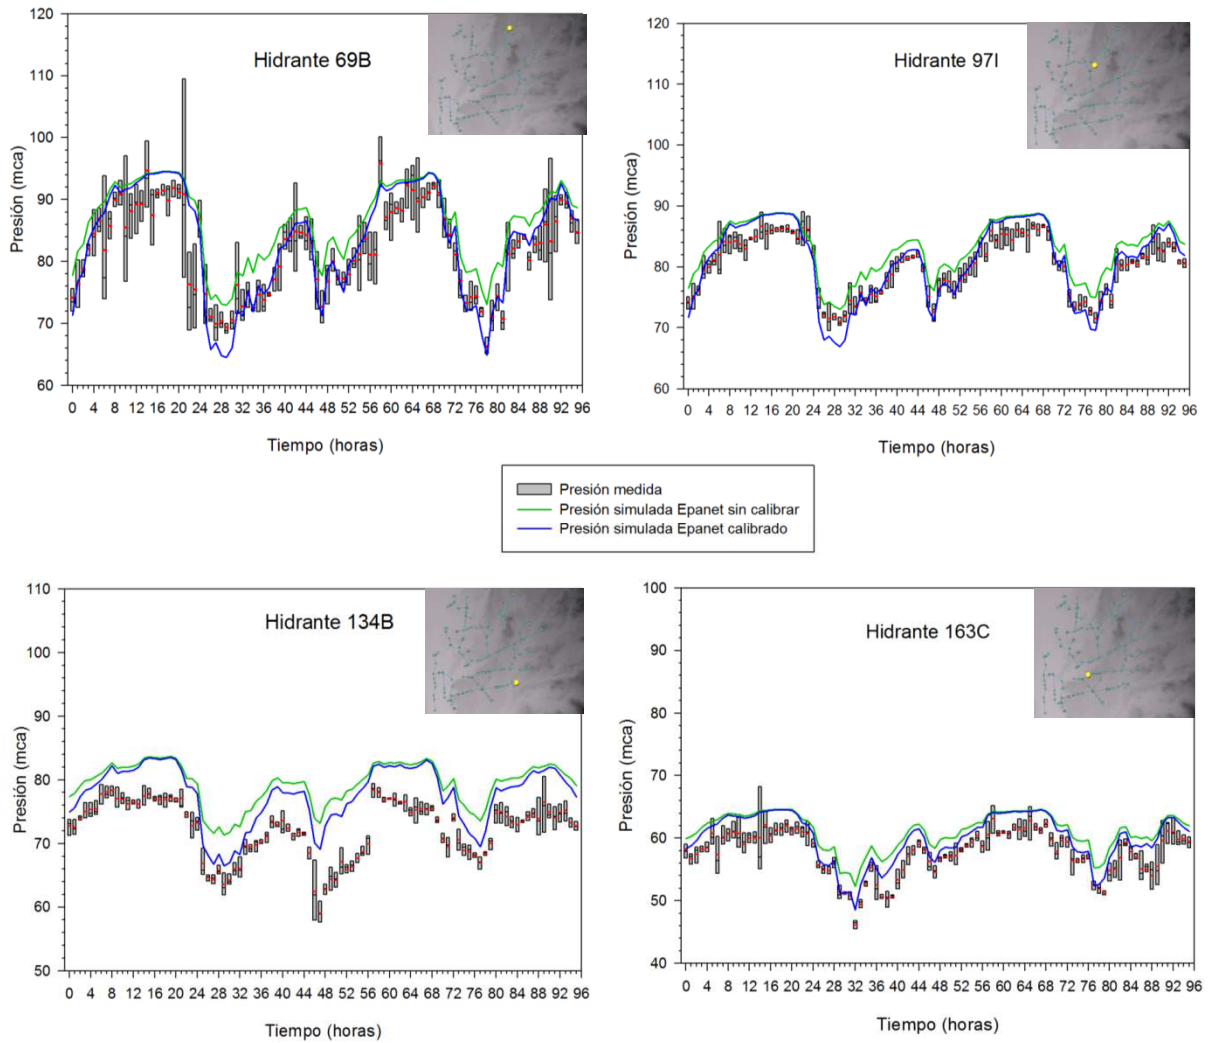 Hidrante 69B
Presión (mca)
120
110
100
90
80
70
60
0 4 8 12 16 20 24 28 32 36 40 44 48 52 56 60 64 68 72 76 80 84 88 92 96
Tiempo (horas)
Hidrante 97I
Presión (mca)
120
110
100
90
80
70
60
0 4 8 12 16 20 24 28 32 36 40 44 48 52 56 60 64 68 72 76 80 84 88 92 96
Tiempo (horas)
Presión medida
Presión simulada Epanet sin calibrar
Presión simulada Epanet calibrado
Hidrante 134B
Presión (mca)
110
100
90
80
70
60
50
0 4 8 12 16 20 24 28 32 36 40 44 48 52 56 60 64 68 72 76 80 84 88 92 96
Tiempo (horas)
Hidrante 163C
Presión (mca)
100
90
80
70
60
50
40
0 4 8 12 16 20 24 28 32 36 40 44 48 52 56 60 64 68 72 76 80 84 88 92 96
Tiempo (horas)